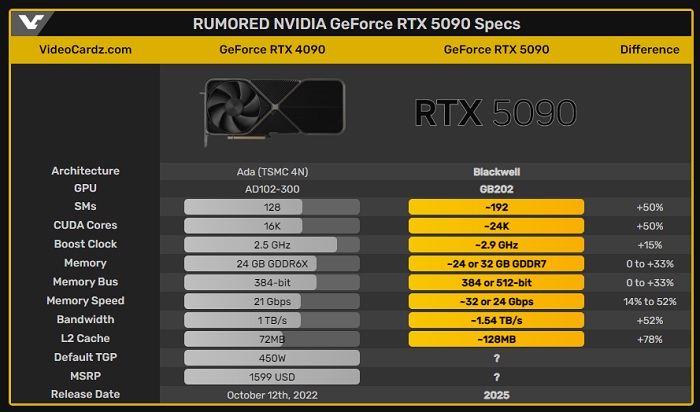 RUMORED NVIDIA GeForce RTX 5090 Specs
VideoCardz.com GeForce RTX 4090 GeForce RTX 5090 Difference
RTX 5090
Architecture Ada (TSMC 4N) Blackwell
GPU AD102-300 GB202
SMs 128 ~192 +50%
CUDA Cores 16K ~24K +50%
Boost Clock 2.5 GHz ~2.9 GHz +15%
Memory 24 GB GDDR6X ~24 or 32 GB GDDR7 0 to +33%
Memory Bus 384-bit 384 or 512-bit 0 to +33%
Memory Speed 21 Gbps ~32 or 24 Gbps 14% to 52%
Bandwidth 1 TB/s ~1.54 TB/s +52%
L2 Cache 72MB ~128MB +78%
Default TGP 450W ?
MSRP 1599 USD ?
Release Date October 12th, 2022 2025